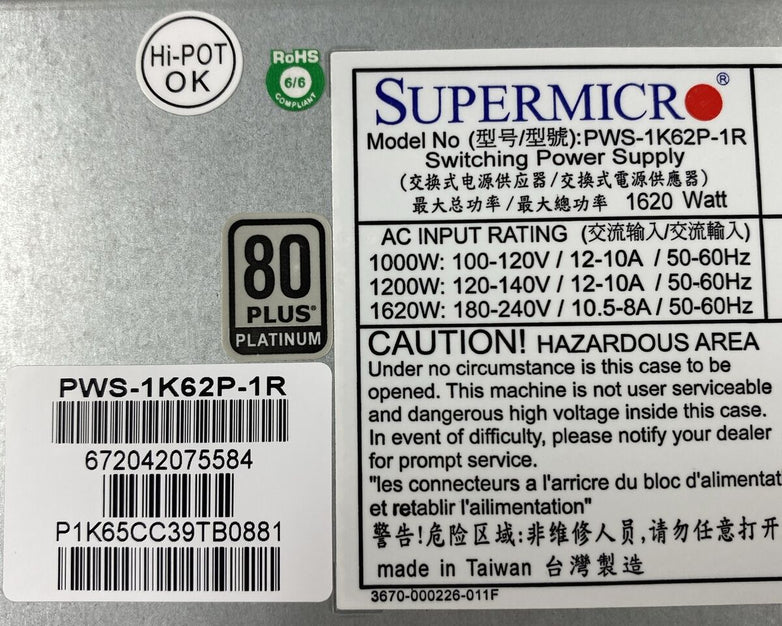 Hi-POT
OK
RoHS
6/6
COMPLIANT
SUPERMICRO®
Model No (型号/型號):PWS-1K62P-1R
Switching Power Supply
(交换式电源供应器/交換式電源供應器)
最大总功率/最大總功率 1620 Watt
AC INPUT RATING (交流输入/交流輸入)
1000W: 100-120V / 12-10A / 50-60Hz
1200W: 120-140V / 12-10A / 50-60Hz
1620W: 180-240V / 10.5-8A / 50-60Hz
80
PLUS®
PLATINUM
CAUTION! HAZARDOUS AREA
Under no circumstance is this case to be
opened. This machine is not user serviceable
and dangerous high voltage inside this case.
In event of difficulty, please notify your dealer
for prompt service.
"les connecteurs a l'arricre du bloc d'alimentat
et retablir l'ailimentation"
警告!危险区域:非维修人员,请勿任意打开
made in Taiwan 台灣製造
3670-000226-011F
PWS-1K62P-1R
672042075584
P1K65CC39TB0881